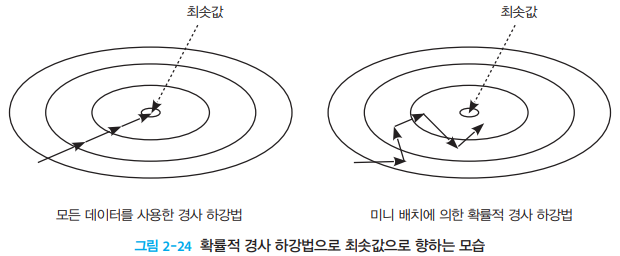 최솟값
최솟값
모든 데이터를 사용한 경사 하강법
미니 배치에 의한 확률적 경사 하강법
그림 2-24 확률적 경사 하강법으로 최솟값으로 향하는 모습